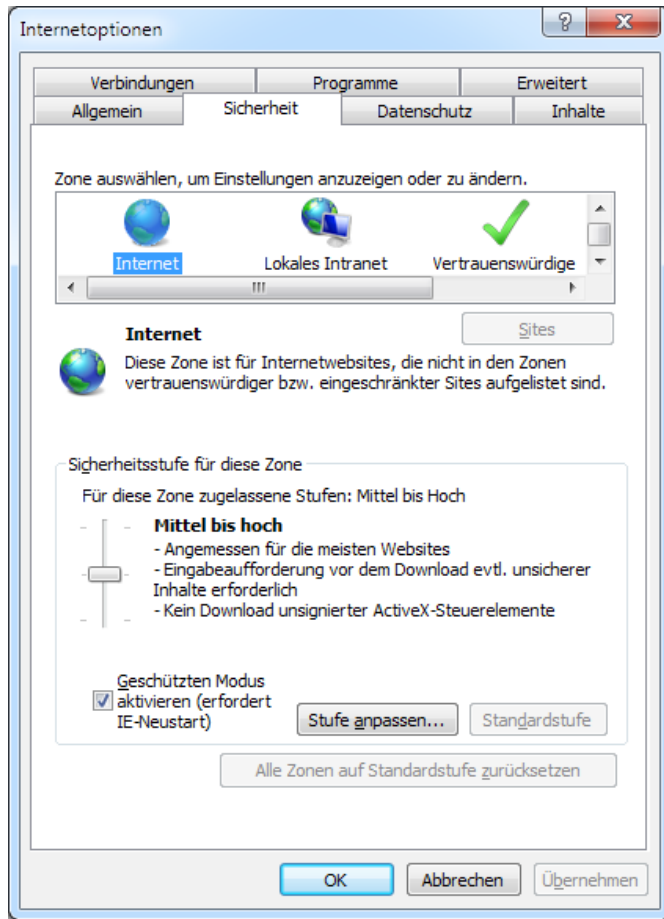 Internetoptionen
Verbindungen Programme Erweitert
Allgemein Sicherheit Datenschutz Inhalte
Zone auswählen, um Einstellungen anzuzeigen oder zu ändern.
Internet Lokales Intranet Vertrauenswürdige
Internet
Sites
Diese Zone ist für Internetwebsites, die nicht in den Zonen
vertrauenswürdiger bzw. eingeschränkter Sites aufgelistet sind.
Sicherheitsstufe für diese Zone
Für diese Zone zugelassene Stufen: Mittel bis Hoch
Mittel bis hoch
- Angemessen für die meisten Websites
- Eingabeaufforderung vor dem Download evtl. unsicherer
Inhalte erforderlich
- Kein Download unsignierter ActiveX-Steuerelemente
Geschützten Modus
aktivieren (erfordert
IE-Neustart)
Stufe anpassen... Standardstufe
Alle Zonen auf Standardstufe zurücksetzen
OK Abbrechen Übernehmen